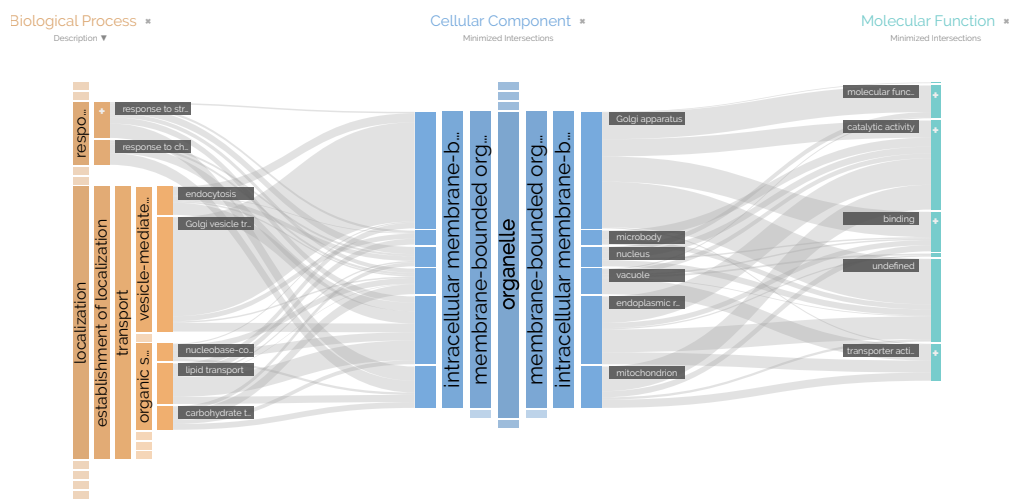 Biological Process ✖
Cellular Component ✖
Molecular Function ✖
Description ▼
Minimized Intersections
Minimized Intersections
respo...
response to str..
response to ch...
localization
establishment of localization
transport
vesicle-mediate...
organic s...
endocytosis
Golgi vesicle tr...
nucleobase-co...
lipid transport
carbohydrate t...
intracellular membrane-b...
membrane-bounded org...
organelle
membrane-bounded org...
intracellular membrane-b...
Golgi apparatus
microbody
nucleus
vacuole
endoplasmic r...
mitochondrion
molecular func...
catalytic activity
binding
undefined
transporter acti...